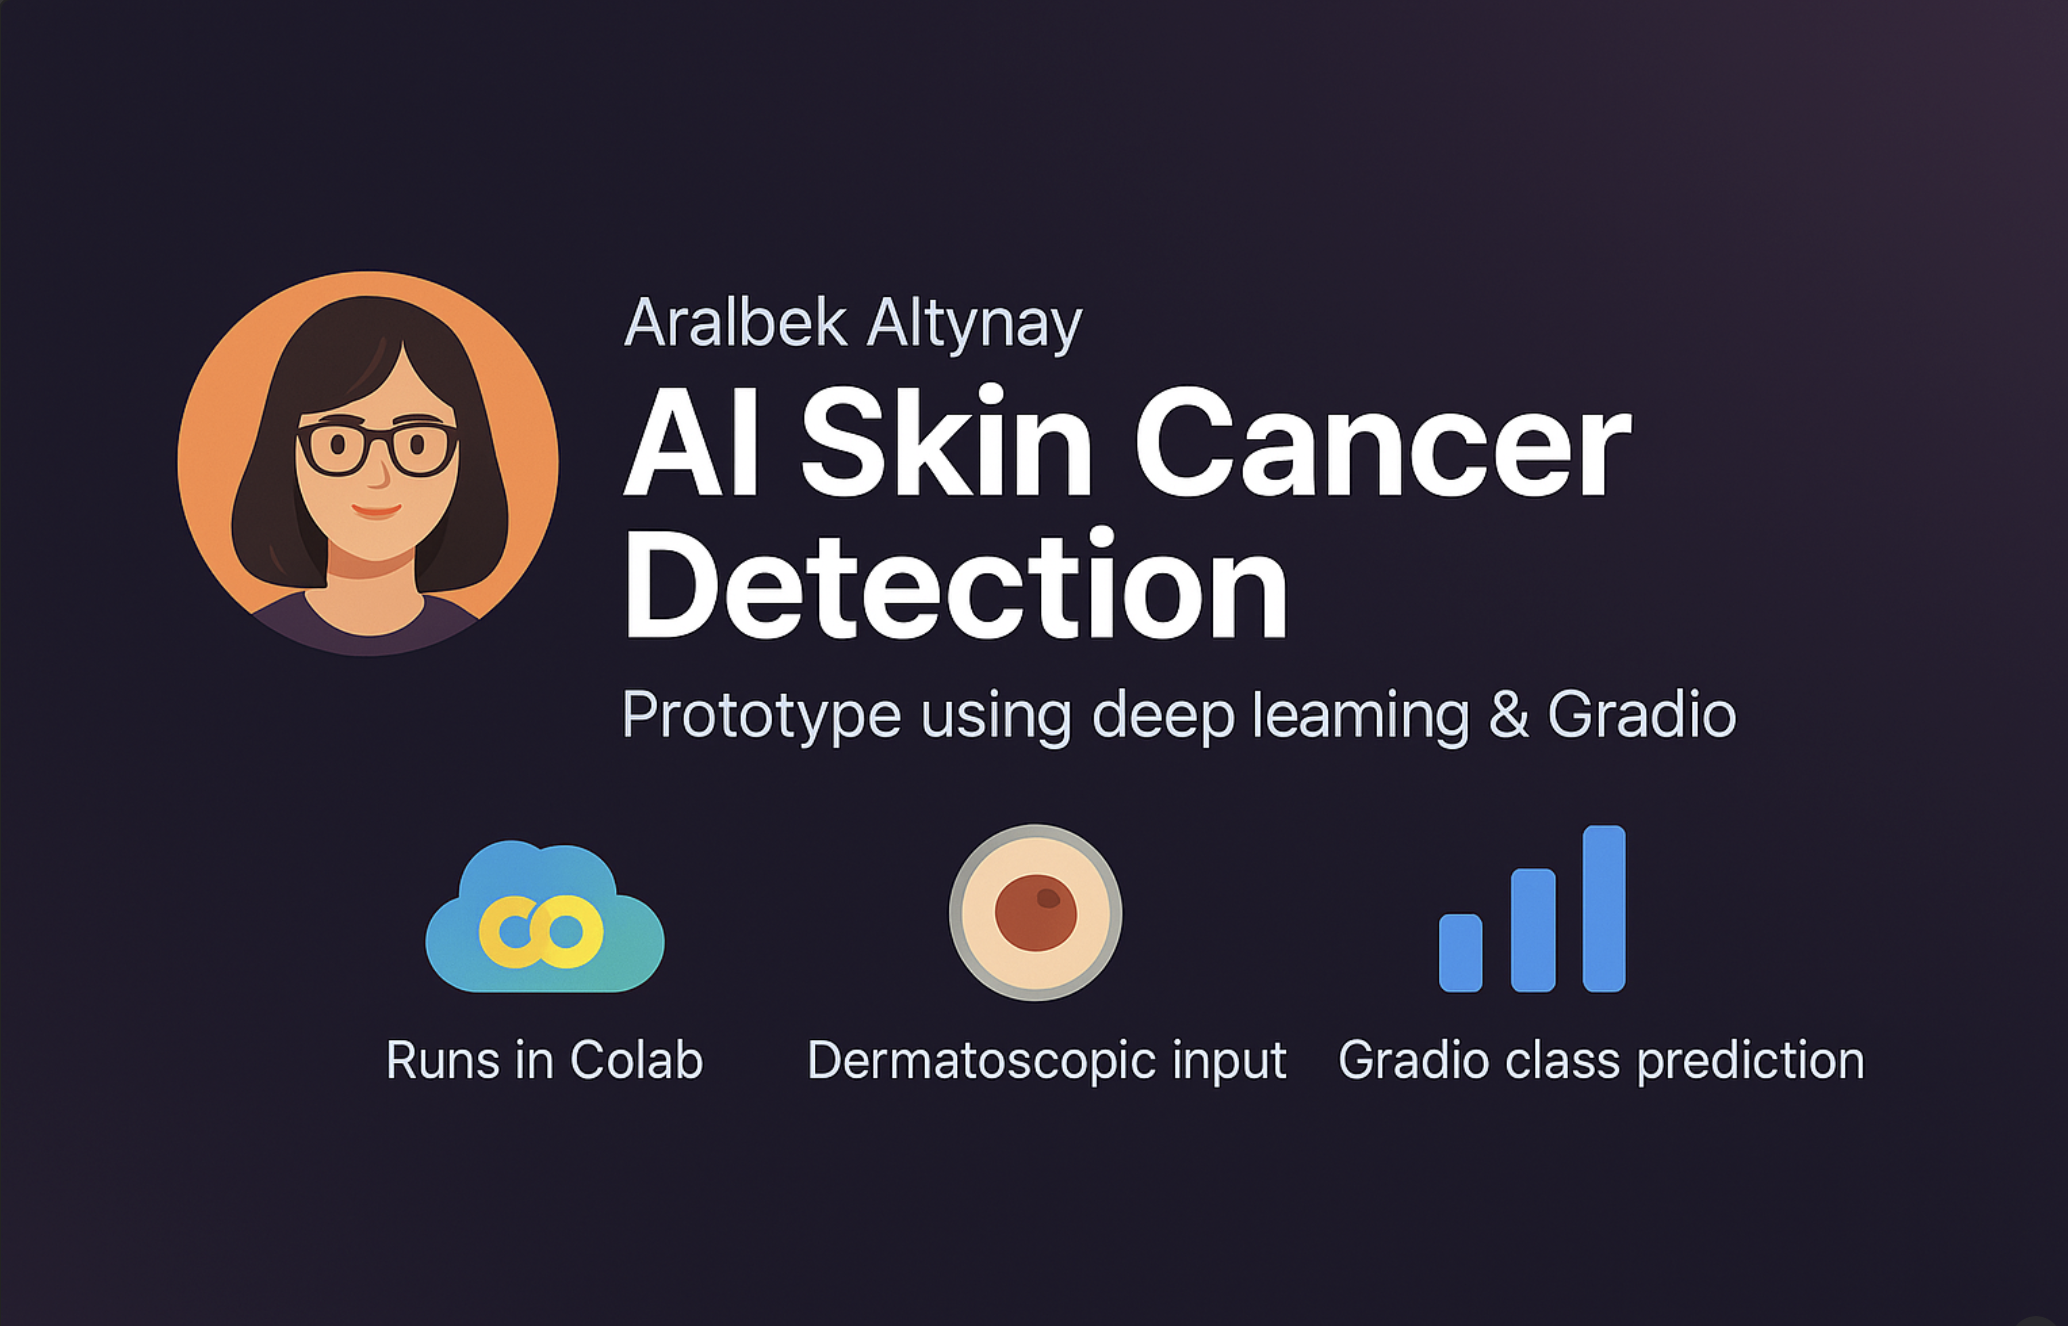 Aralbek Altynay
AI Skin Cancer
Detection
Prototype using deep leaming & Gradio
CO
Runs in Colab
Dermatoscopic input
Gradio class prediction